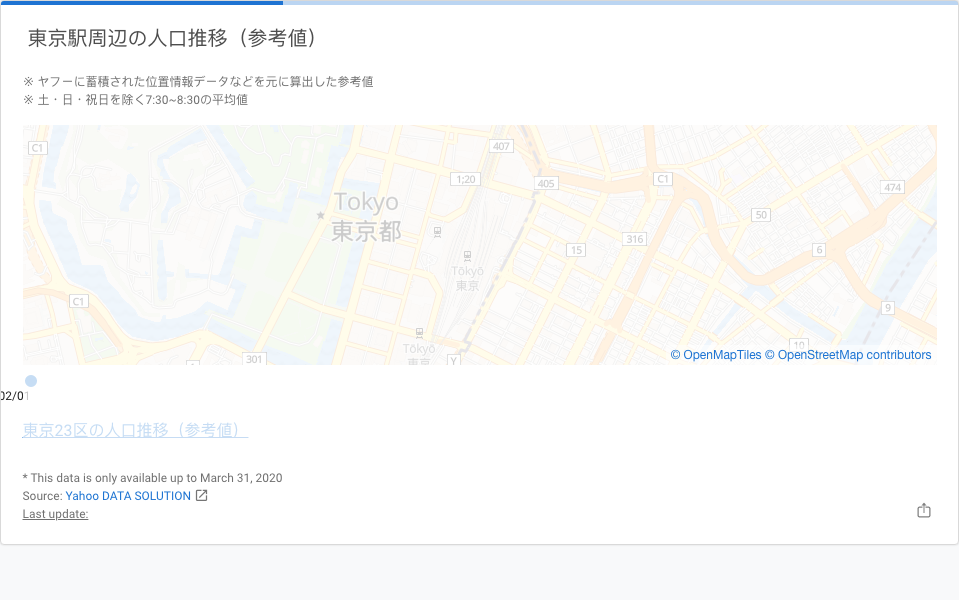 東京駅周辺の人口推移（参考値）
※ ヤフーに蓄積された位置情報データなどを元に算出した参考値
※ 土・日・祝日を除く7:30~8:30の平均値
C1
407
1;20
405
C1
474
Tokyo
東京都
50
316
15
6
Tōkyō
東京
C1
9
301
Tōkyō
東京
Y
10
© OpenMapTiles © OpenStreetMap contributors
02/01
東京23区の人口推移（参考値）
* This data is only available up to March 31, 2020
Source: Yahoo DATA SOLUTION
Last update: